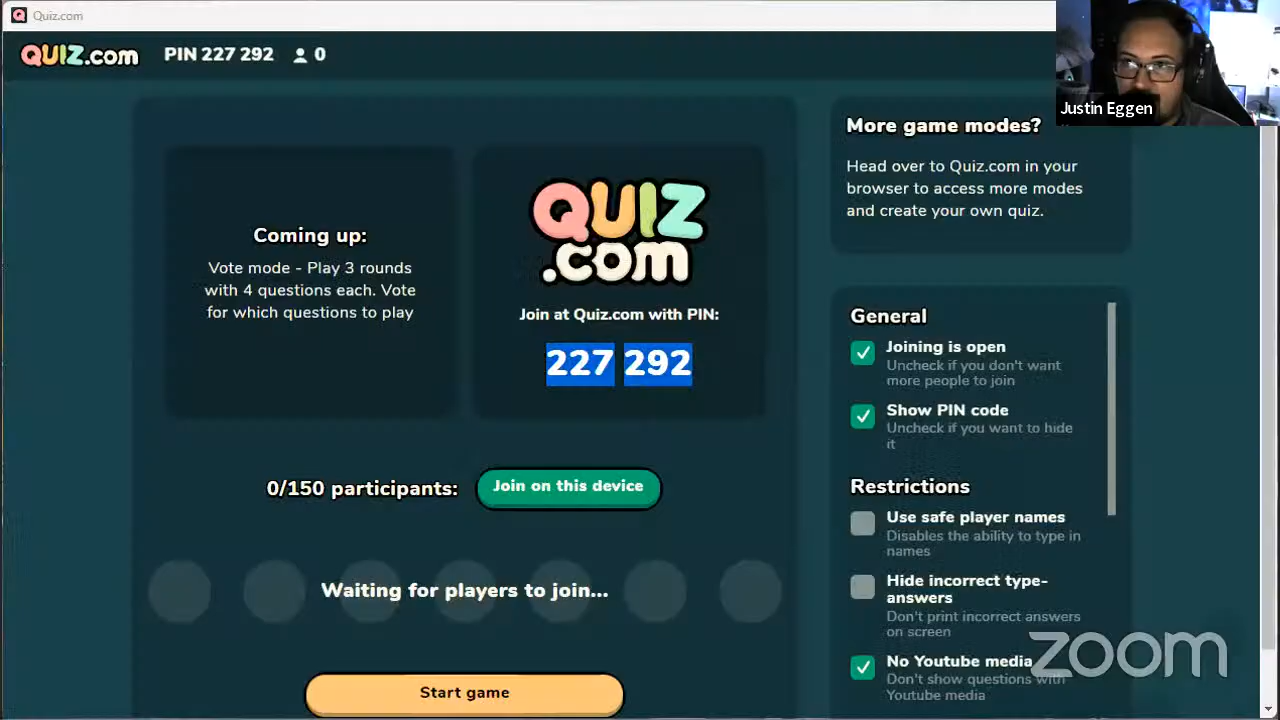 Quiz.com
QUIZ.com PIN 227 292 0
Justin Eggen
Coming up:
Vote mode - Play 3 rounds
with 4 questions each. Vote
for which questions to play
QUIZ
.com
Join at Quiz.com with PIN:
227 292
0/150 participants:
Join on this device
Waiting for players to join...
Start game
More game modes?
Head over to Quiz.com in your
browser to access more modes
and create your own quiz.
General
Joining is open
Uncheck if you don't want
more people to join
Show PIN code
Uncheck if you want to hide
it
Restrictions
Use safe player names
Disables the ability to type in
names
Hide incorrect type-
answers
Don't print incorrect answers
on screen
No Youtube media
Don't show questions with
Youtube media
zoom